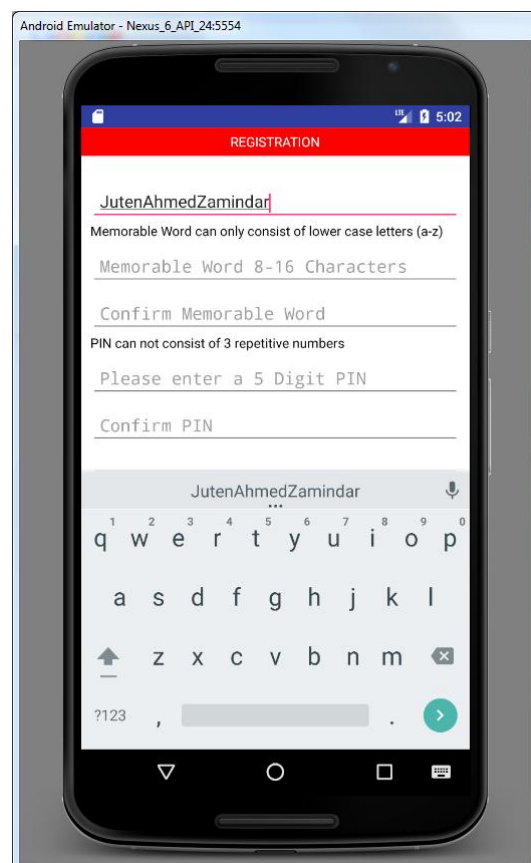 Android Emulator - Nexus_6_API_24:5554
LTE 5:02
REGISTRATION
JutenAhmedZamindar
Memorable Word can only consist of lower case letters (a-z)
Memorable Word 8-16 Characters
Confirm Memorable Word
PIN can not consist of 3 repetitive numbers
Please enter a 5 Digit PIN
Confirm PIN
JutenAhmedZamindar
1 2 3 4 5 6 7 8 9 0
q w e r t y u i o p
a s d f g h j k l
z x c v b n m
?123 , .